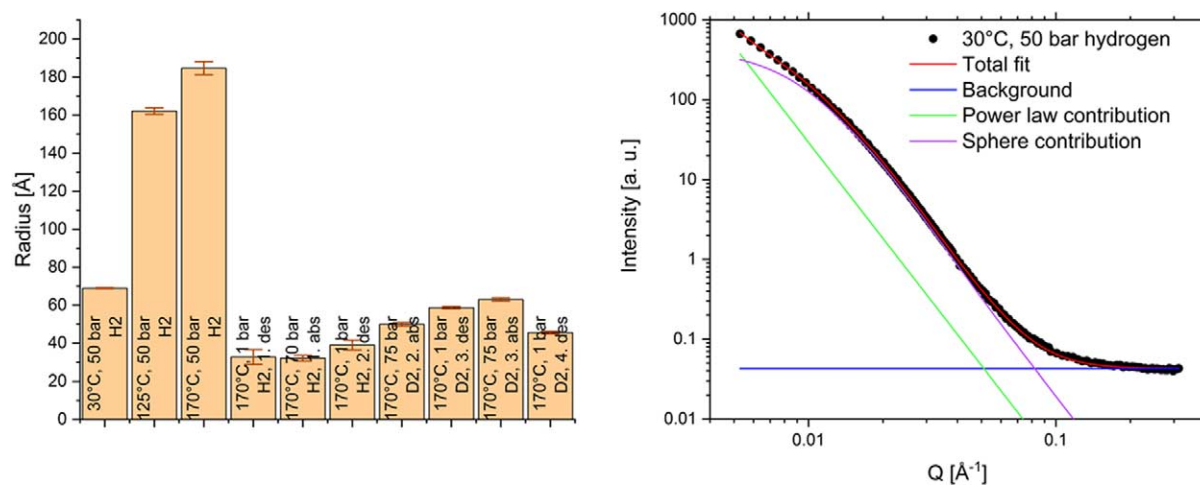 200
180
160
140
120
100
80
60
40
20
0
Radius [Å]
30°C, 50 bar
H2
125°C, 50 bar
H2
170°C, 50 bar
H2
170°C, 1 bar
H2, 1. des
170°C, 70 bar
H2, 1. abs
170°C, 1 bar
H2, 2. des
170°C, 75 bar
D2, 2. abs
170°C, 1 bar
D2, 3. des
170°C, 75 bar
D2, 3. abs
170°C, 1 bar
D2, 4. des
1000
100
10
1
0.1
0.01
Intensity [a. u.]
30°C, 50 bar hydrogen
Total fit
Background
Power law contribution
Sphere contribution
0.01
0.1
Q [Å-1]